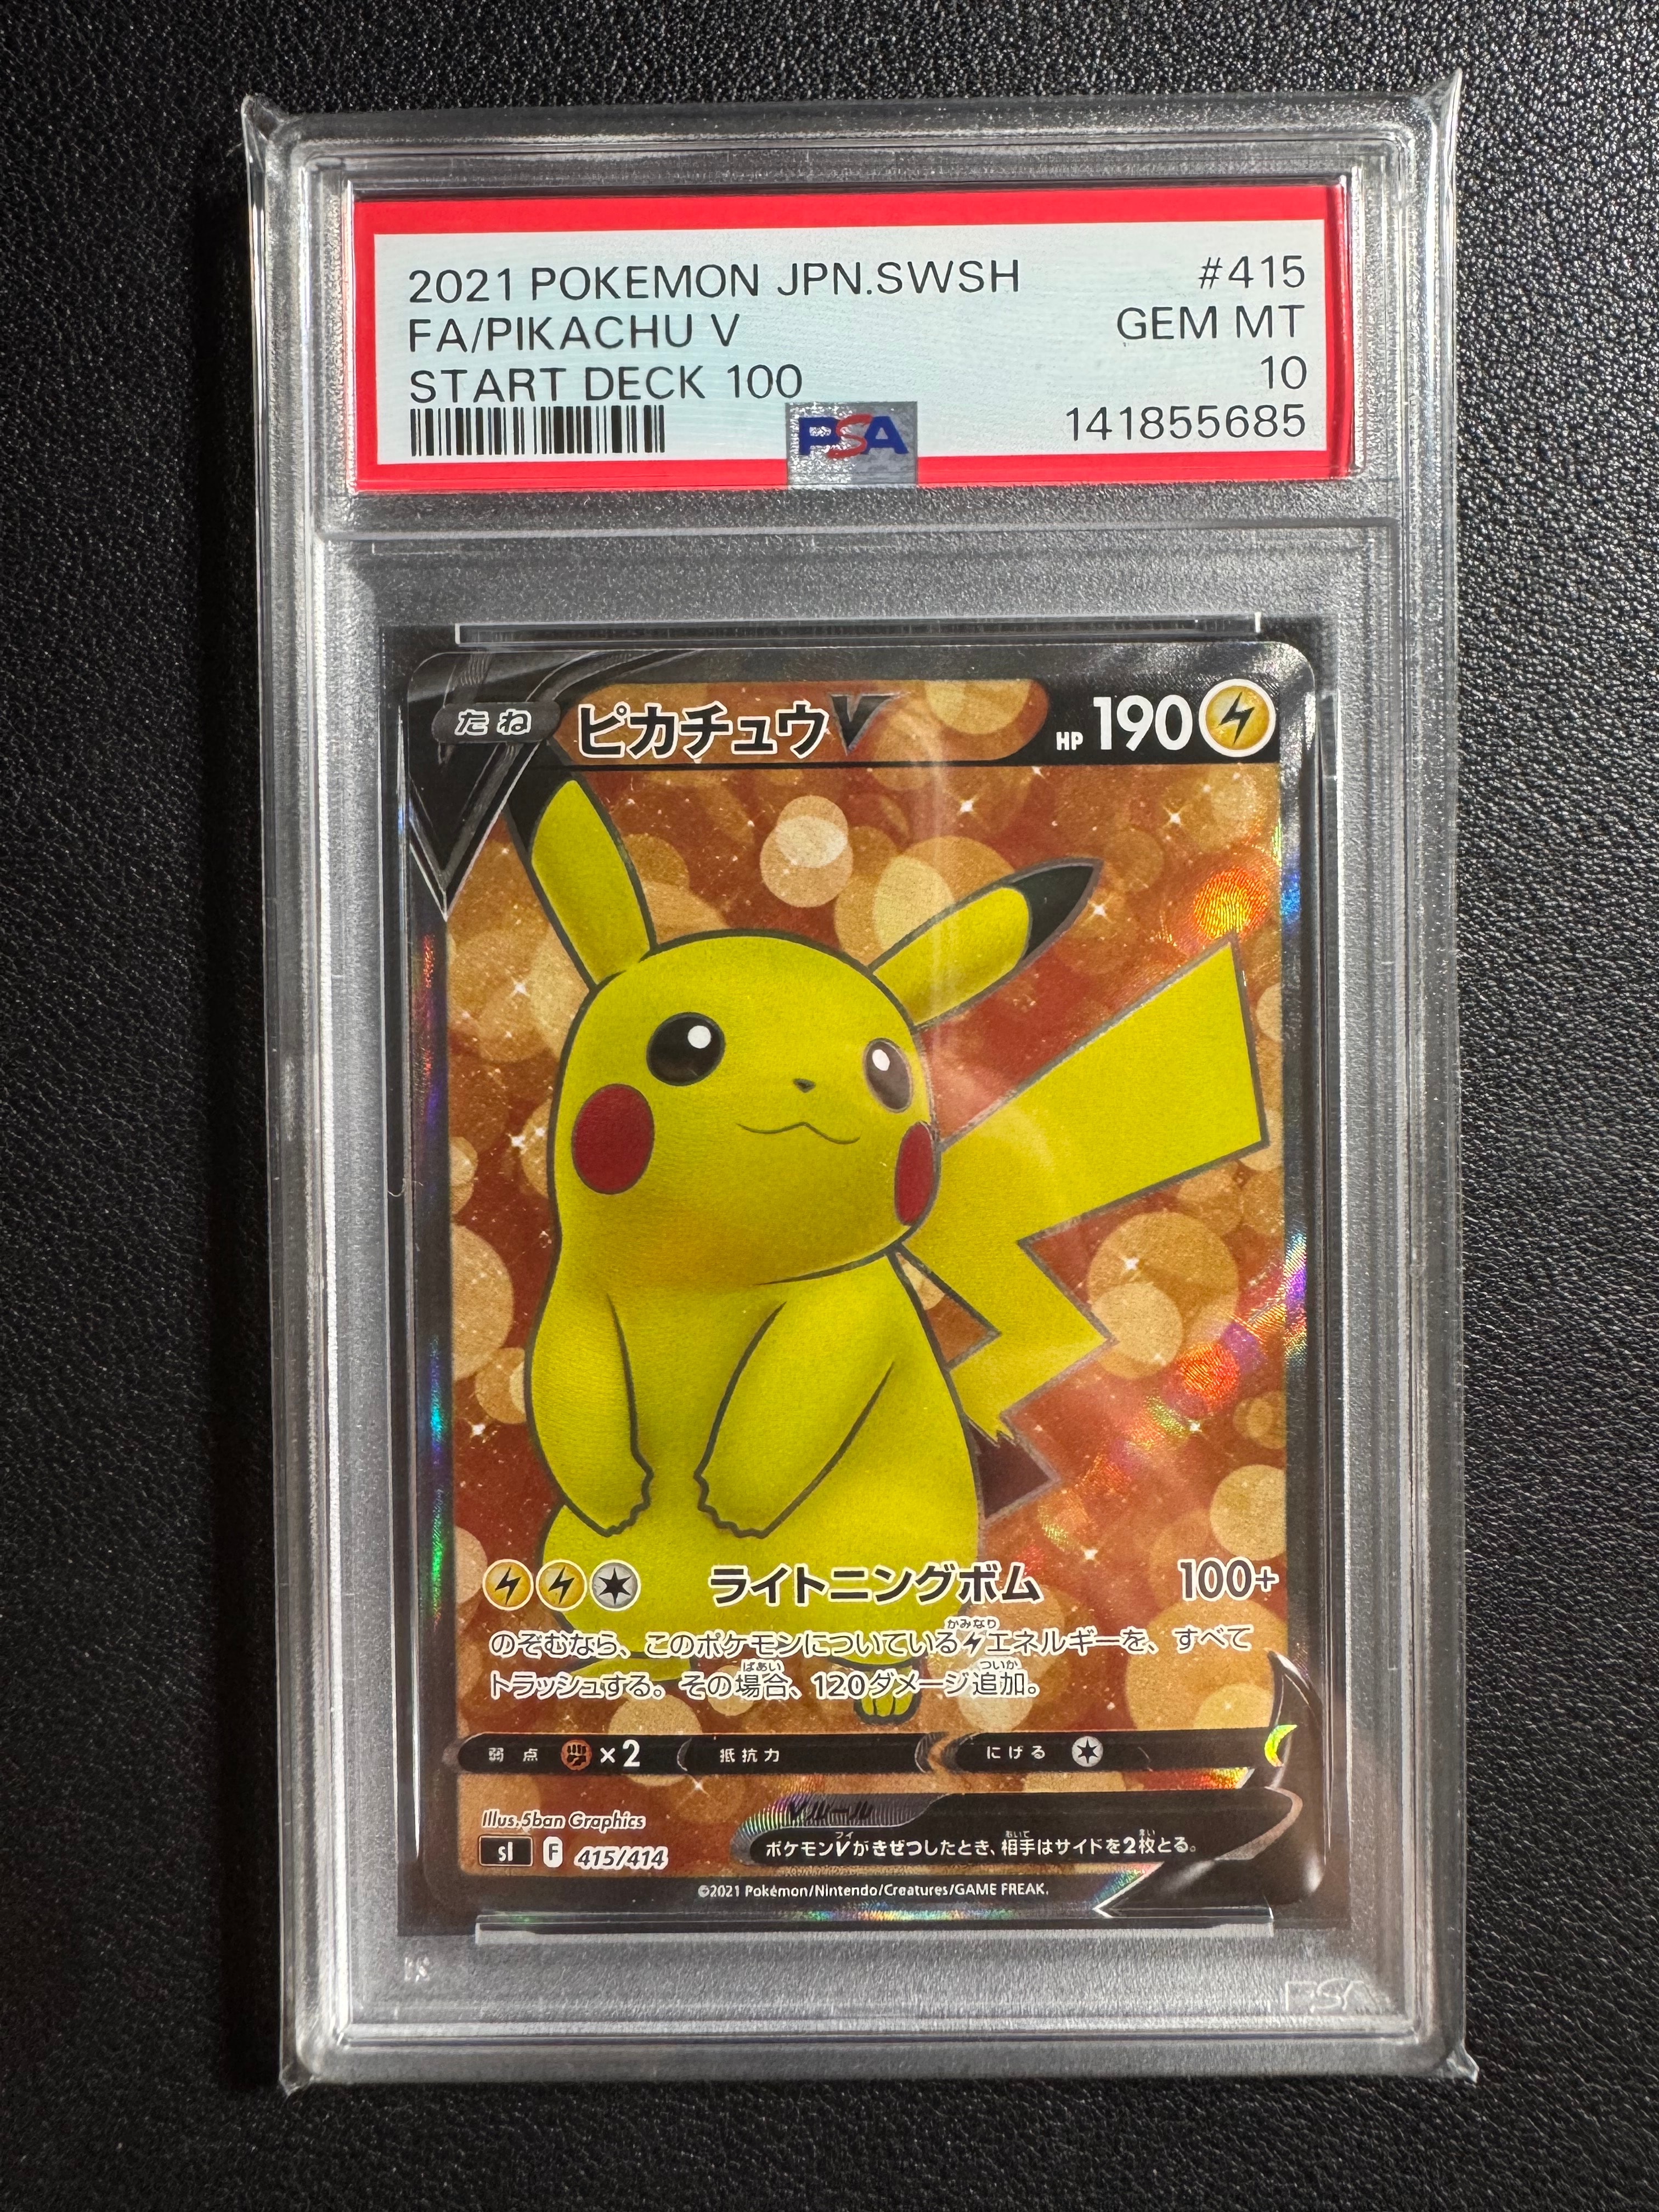 2021 POKEMON JPN.SWSH #415
FA/PIKACHU V GEM MT
START DECK 100 10
PSA 141855685
たね ピカチュウV HP 190
ライトニングボム 100+
のぞむなら、このポケモンについている雷エネルギーを、すべて
トラッシュする。その場合、120ダメージ追加。
弱点 ×2 抵抗力 にげる
Illus.5ban Graphics
Vルール
sI F 415/414
ポケモンVがきぜつしたとき、相手はサイドを2枚とる。
©2021 Pokémon/Nintendo/Creatures/GAME FREAK.
PSA